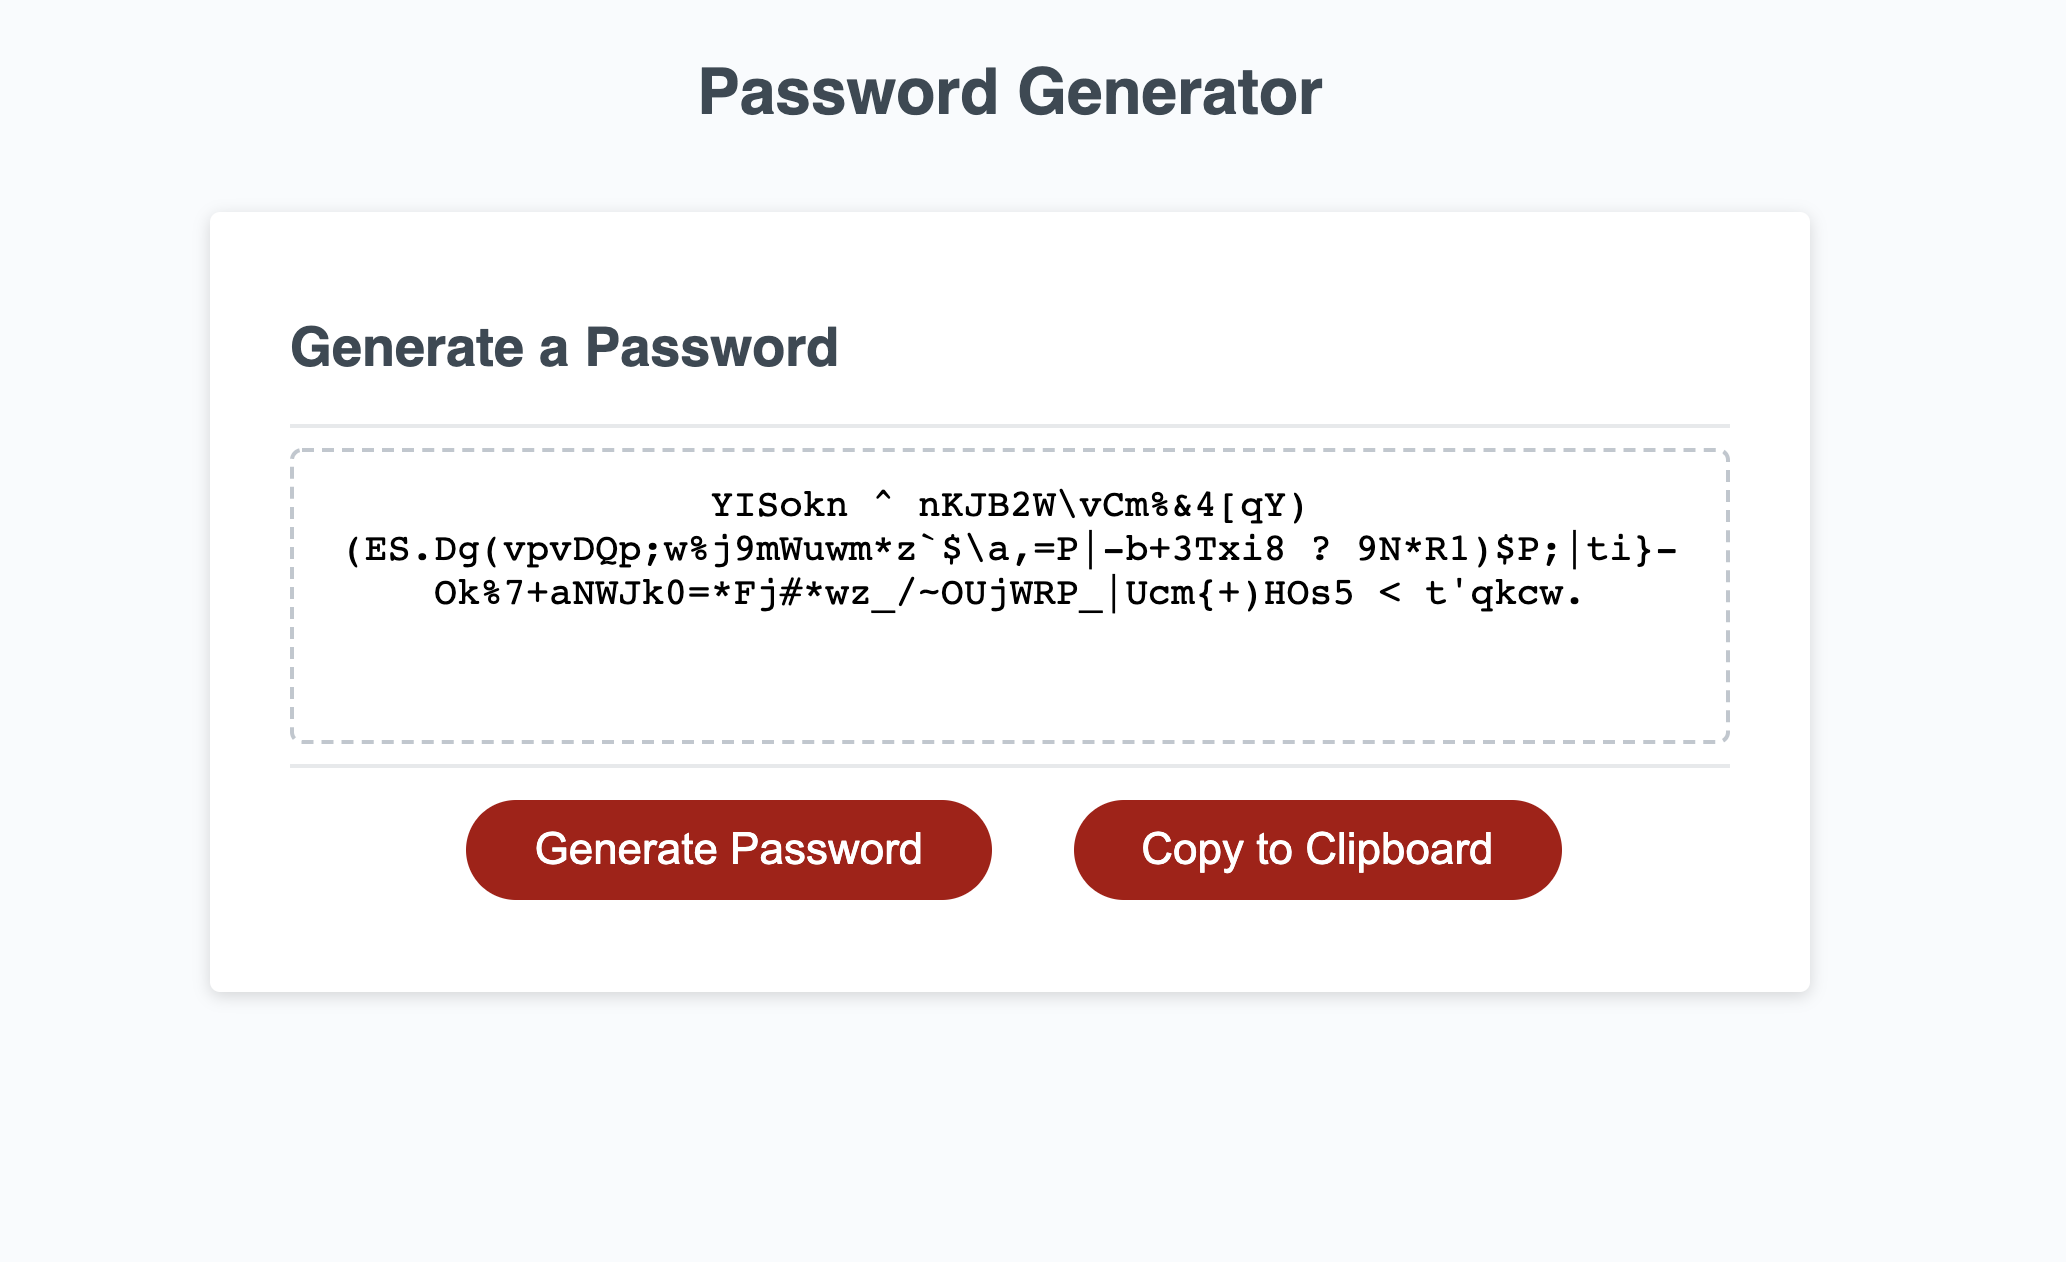 Password Generator
Generate a Password
YISokn ^ nKJB2W\vCm%&4[qY)
(ES.Dg(vpvDQp;w%j9mWuwm*z`$\a,=P|-b+3Txi8 ? 9N*R1)$P;|ti}-
Ok%7+aNWJk0=*Fj#*wz_/~OUjWRP_|Ucm{+)HOs5 < t'qkcw.
Generate Password
Copy to Clipboard